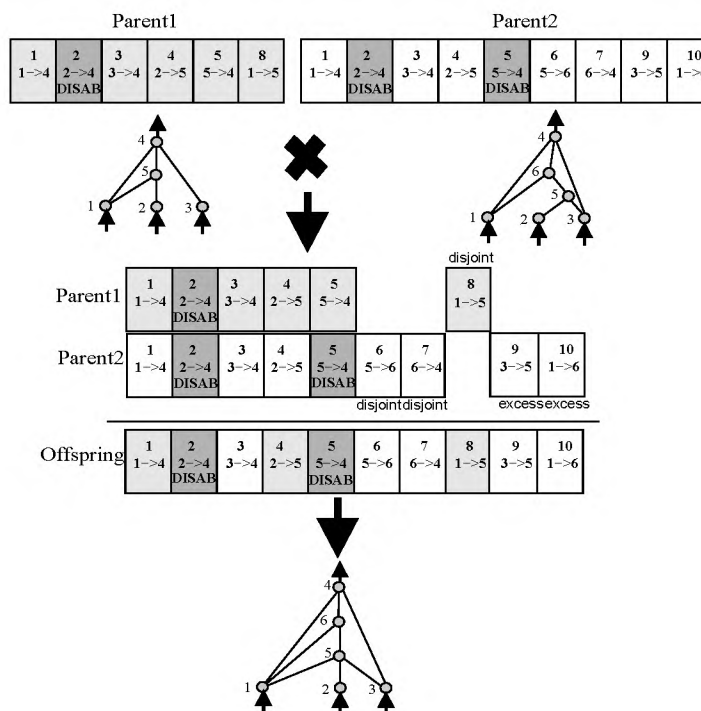 Parent1 Parent2
1 2 3 4 5 8 1 2 3 4 5 6 7 9 10
1->4 2->4 3->4 2->5 5->4 1->5 1->4 2->4 3->4 2->5 5->4 5->6 6->4 3->5 1->6
DISAB DISAB DISAB
4 4
5 6
5
1 2 3 1 2 3
disjoint
Parent1 1 2 3 4 5 8
1->4 2->4 3->4 2->5 5->4 1->5
DISAB
Parent2 1 2 3 4 5 6 7 9 10
1->4 2->4 3->4 2->5 5->4 5->6 6->4 3->5 1->6
DISAB DISAB
disjoint disjoint excess excess
Offspring 1 2 3 4 5 6 7 8 9 10
1->4 2->4 3->4 2->5 5->4 5->6 6->4 1->5 3->5 1->6
DISAB DISAB
4
6
5
1 2 3